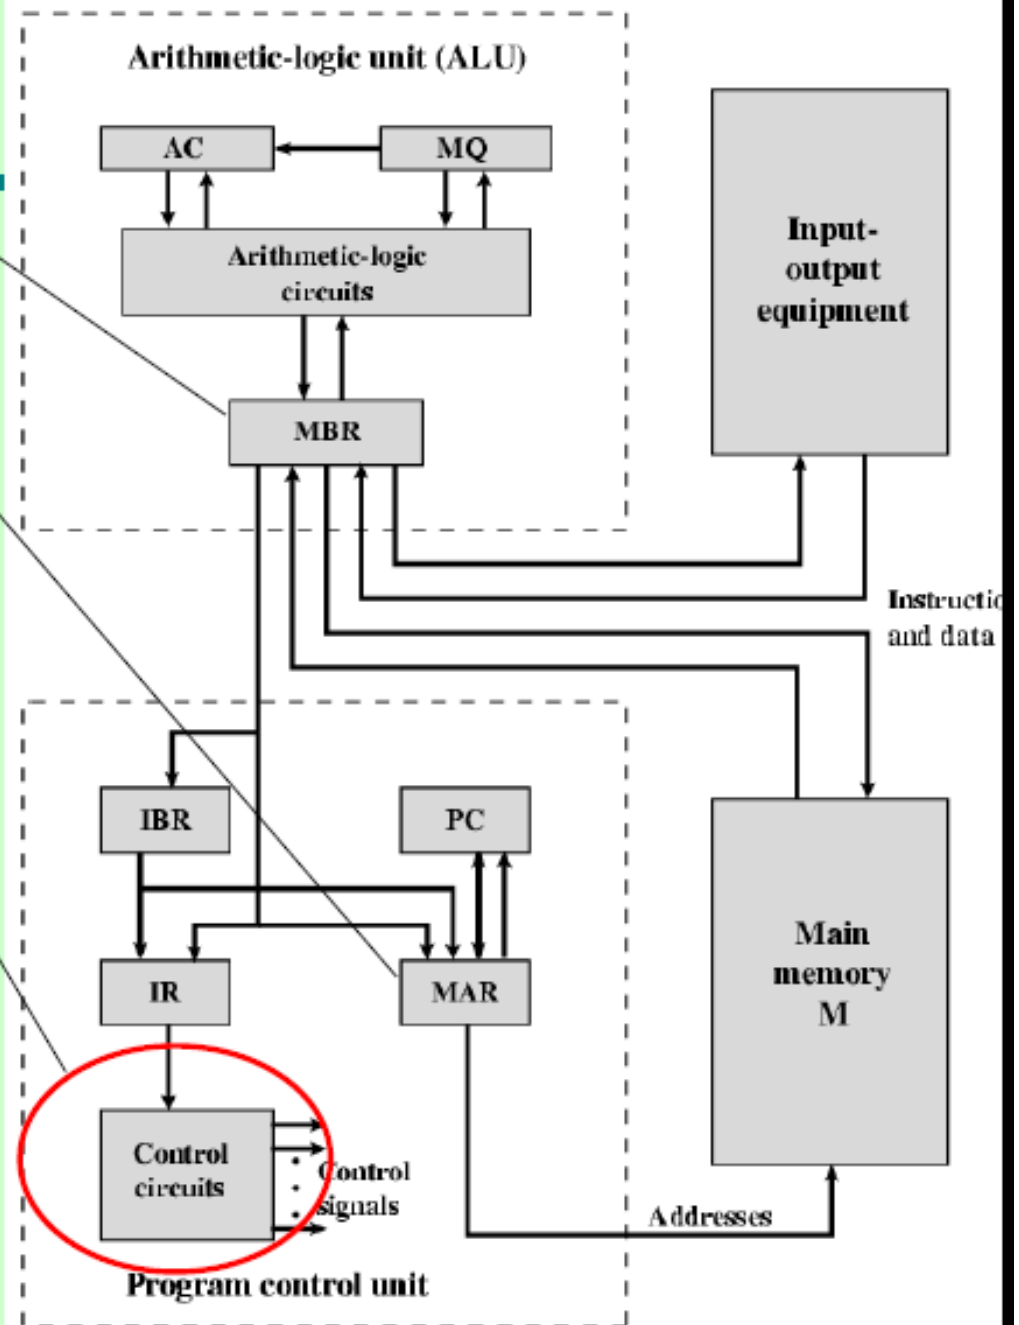 Arithmetic-logic unit (ALU)
AC
MQ
Arithmetic-logic
circuits
Input-
output
equipment
MBR
and data
IBR
PC
IR
MAR
Main
memory
M
Control
circuits
Control
signals
Addresses
Program control unit